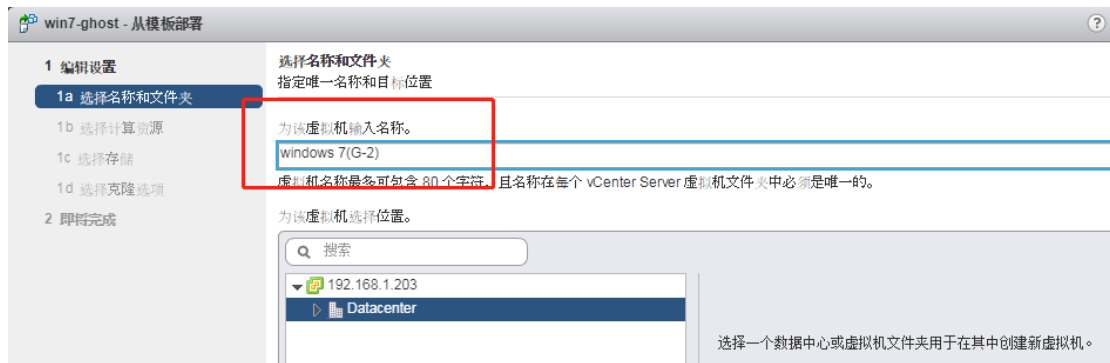 win7-ghost - 从模板部署
?
1 编辑设置
1a 选择名称和文件夹
1b 选择计算资源
1c 选择存储
1d 选择克隆选项
2 即将完成
选择名称和文件夹
指定唯一名称和目标位置
为该虚拟机输入名称。
windows 7(G-2)
虚拟机名称最多可包含 80 个字符，且名称在每个 vCenter Server 虚拟机文件夹中必须是唯一的。
为该虚拟机选择位置。
搜索
192.168.1.203
Datacenter
选择一个数据中心或虚拟机文件夹用于在其中创建新虚拟机。